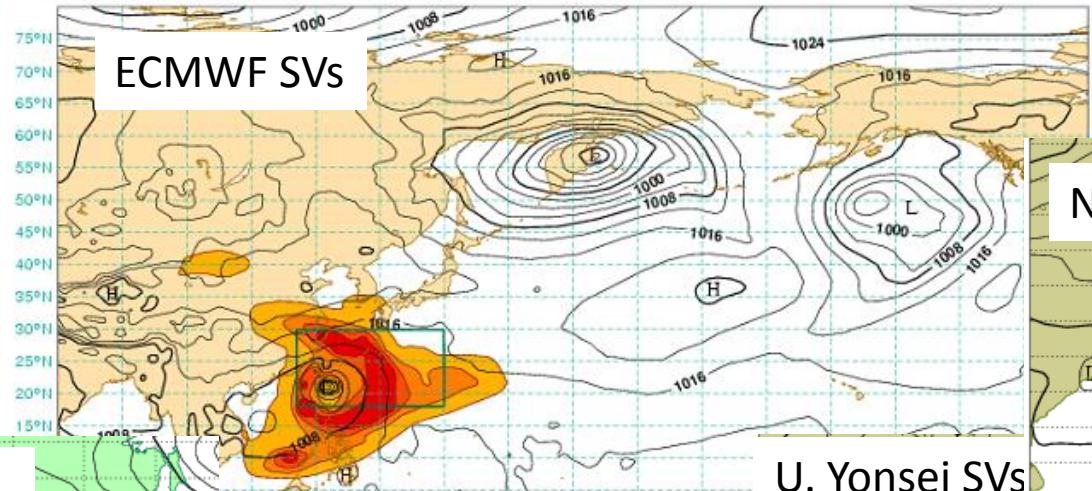 1000
1008
1016
75°N
1024
ECMWF SVs
H
70°N
1016
1016
65°N
60°N
55°N
1000
N
50°N
1008
L
1000
45°N
1016
1008
1016
40°N
H
H
35°N
1016
30°N
25°N
1016
20°N
15°N
1008
H
U. Yonsei SVs